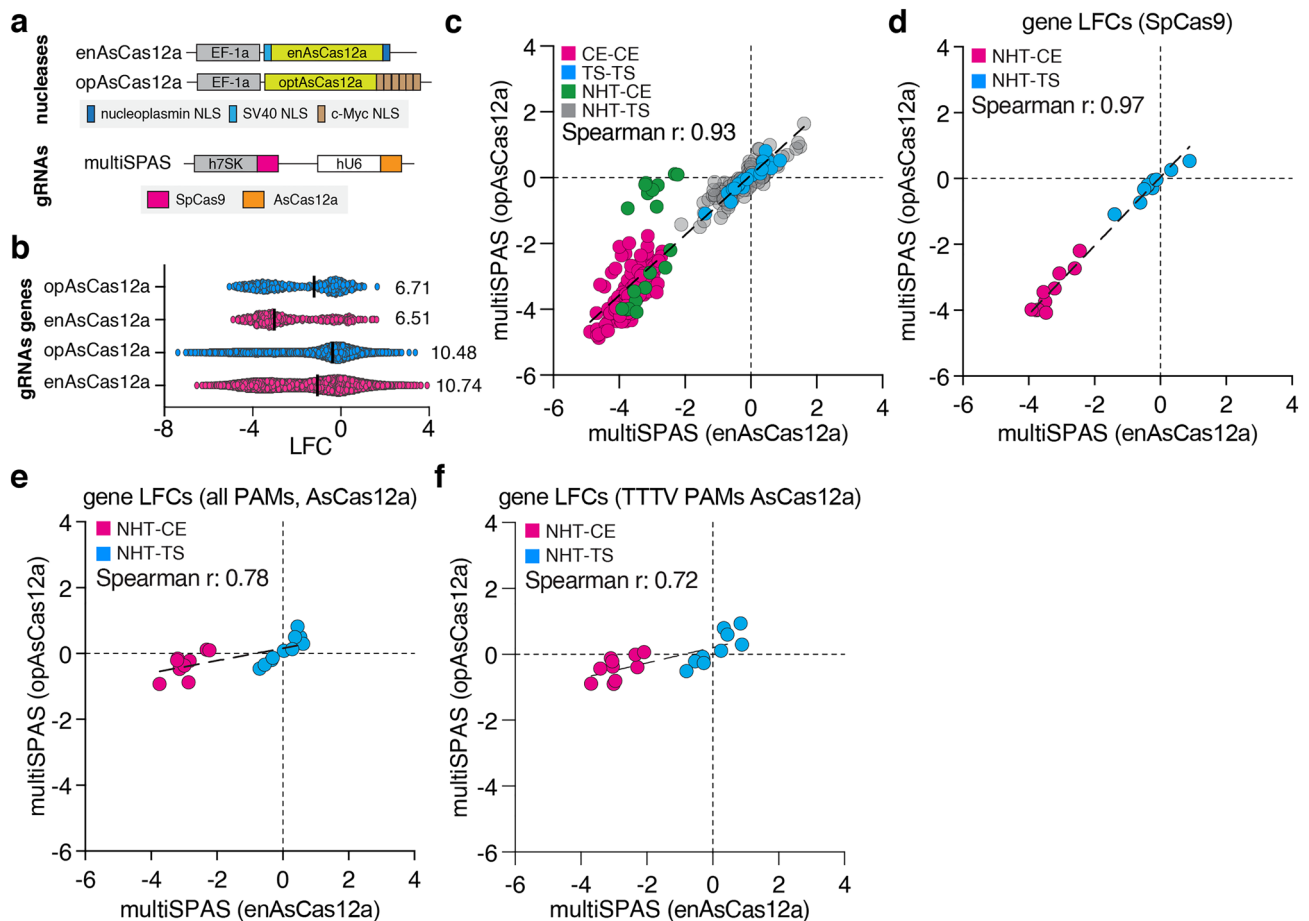 a
nucleases
enAsCas12a
EF-1a
enAsCas12a
opAsCas12a
EF-1a
optAsCas12a
nucleoplasmin NLS
SV40 NLS
c-Myc NLS
gRNAs
multiSPAS
h7SK
hU6
SpCas9
AsCas12a
b
genes
opAsCas12a
6.71
enAsCas12a
6.51
gRNAs
opAsCas12a
10.48
enAsCas12a
10.74
-8
-4
0
4
LFC
c
CE-CE
TS-TS
NHT-CE
NHT-TS
Spearman r: 0.93
4
2
0
-2
-4
-6
multiSPAS (opAsCas12a)
-6
-4
-2
0
2
4
multiSPAS (enAsCas12a)
d
gene LFCs (SpCas9)
NHT-CE
NHT-TS
Spearman r: 0.97
4
2
0
-2
-4
-6
multiSPAS (opAsCas12a)
-6
-4
-2
0
2
4
multiSPAS (enAsCas12a)
e
gene LFCs (all PAMs, AsCas12a)
NHT-CE
NHT-TS
Spearman r: 0.78
4
2
0
-2
-4
-6
multiSPAS (opAsCas12a)
-6
-4
-2
0
2
4
multiSPAS (enAsCas12a)
f
gene LFCs (TTTV PAMs AsCas12a)
NHT-CE
NHT-TS
Spearman r: 0.72
4
2
0
-2
-4
-6
multiSPAS (opAsCas12a)
-6
-4
-2
0
2
4
multiSPAS (enAsCas12a)